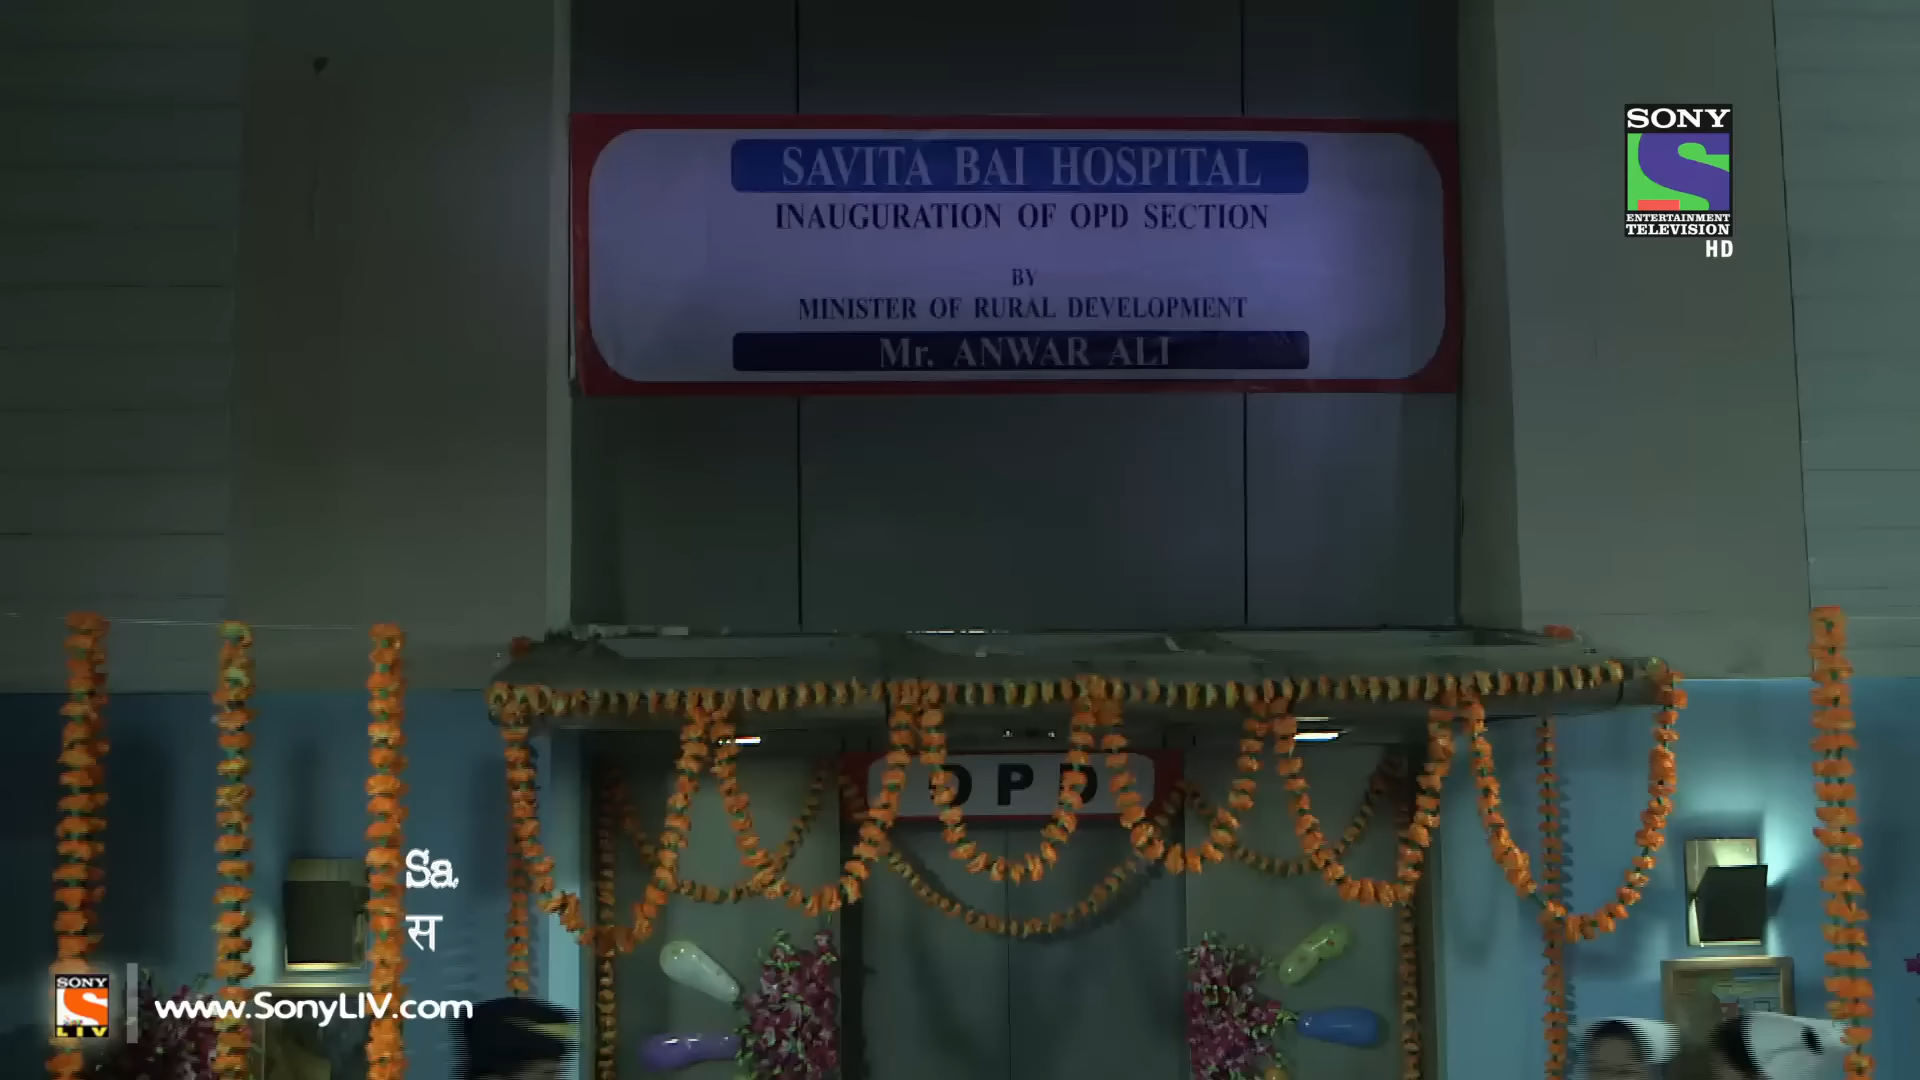 SAVITA BAI HOSPITAL
INAUGURATION OF OPD SECTION
BY
MINISTER OF RURAL DEVELOPMENT
Mr. ANWAR ALI
SONY
ENTERTAINMENT
TELEVISION
HD
OPD
Sa
स
SONY
LIV
www.SonyLIV.com